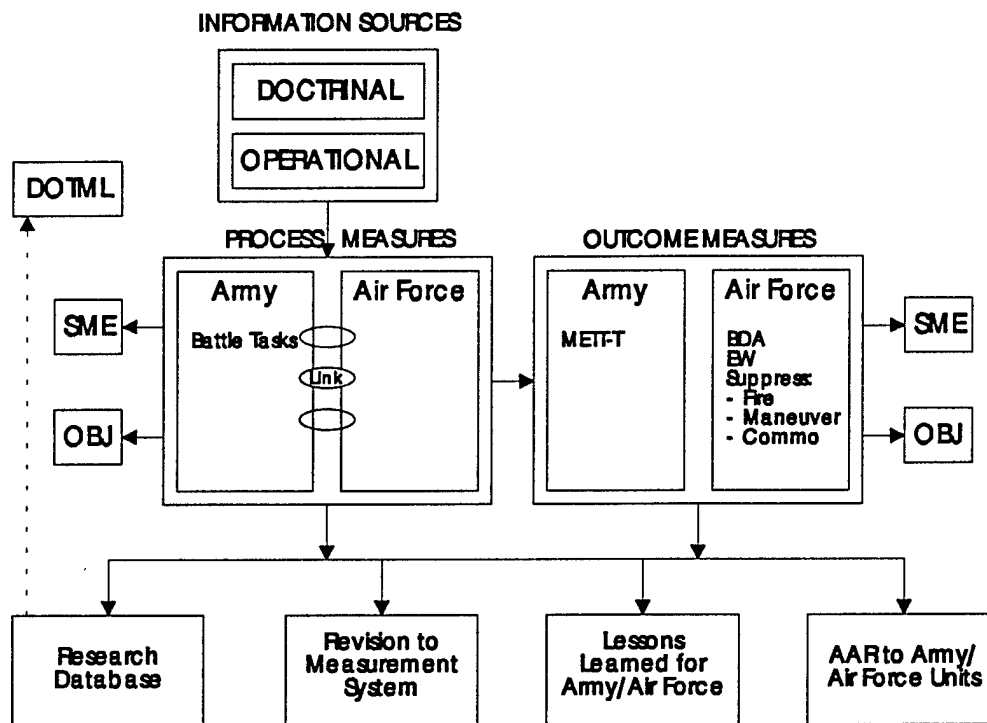 INFORMATION SOURCES
DOCTRINAL
OPERATIONAL
DOTML
PROCESS MEASURES
OUTCOME MEASURES
Army
Air Force
Army
Air Force
SME
Battle Tasks
METT-T
BDA
SME
EW
Link
Suppress:
- Fire
OBJ
- Maneuver
OBJ
- Commo
Research
Database
Revision to
Measurement
System
Lessons
Learned for
Army/Air Force
AAR to Army/
Air Force Units